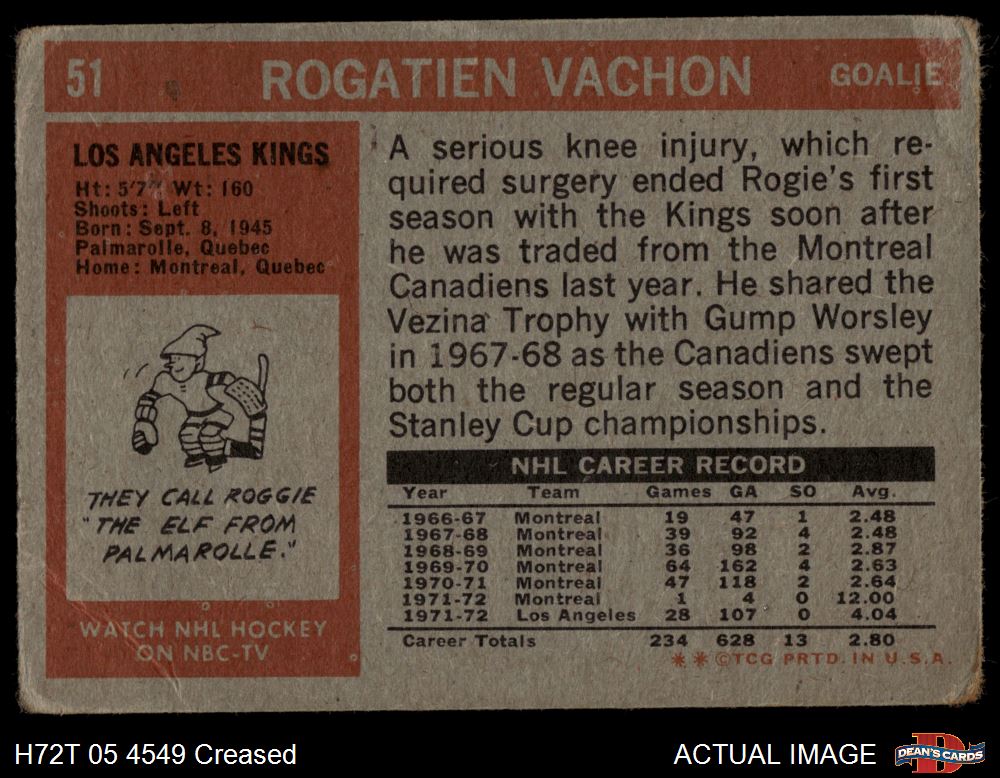 51 ROGATIEN VACHON GOALIE
LOS ANGELES KINGS
Ht: 5'7" Wt: 160
Shoots: Left
Born: Sept. 8, 1945
Palmarolle, Quebec
Home: Montreal, Quebec
THEY CALL ROGGIE
"THE ELF FROM
PALMAROLLE."
WATCH NHL HOCKEY
ON NBC-TV
A serious knee injury, which re-
quired surgery ended Rogie's first
season with the Kings soon after
he was traded from the Montreal
Canadiens last year. He shared the
Vezina Trophy with Gump Worsley
in 1967-68 as the Canadiens swept
both the regular season and the
Stanley Cup championships.
NHL CAREER RECORD
Year Team Games GA SO Avg.
1966-67 Montreal 19 47 1 2.48
1967-68 Montreal 39 92 4 2.48
1968-69 Montreal 36 98 2 2.87
1969-70 Montreal 64 162 4 2.63
1970-71 Montreal 47 118 2 2.64
1971-72 Montreal 1 4 0 12.00
1971-72 Los Angeles 28 107 0 4.04
Career Totals 234 628 13 2.80
* * ©TCG PRTD. IN U.S.A.
H72T 05 4549 Creased
ACTUAL IMAGE
DEAN'S CARDS